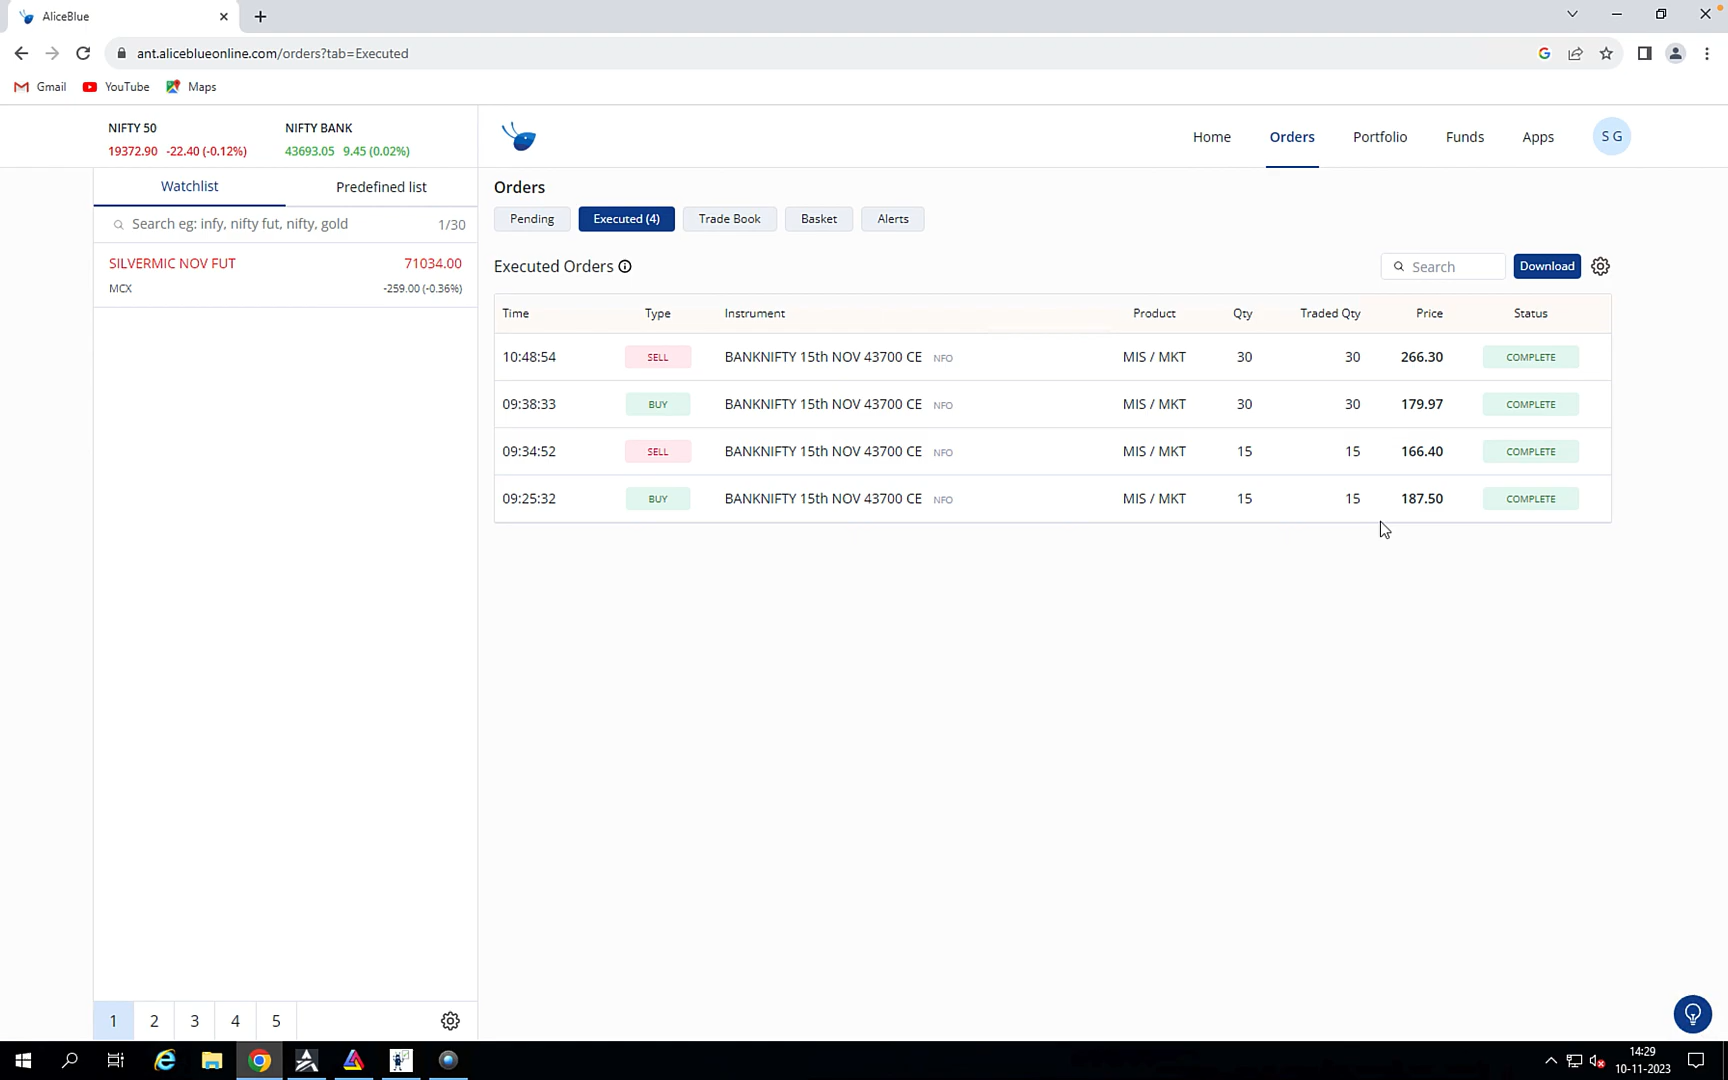 AliceBlue
ant.aliceblueonline.com/orders?tab=Executed
Gmail YouTube Maps
NIFTY 50 NIFTY BANK
19372.90 -22.40 (-0.12%) 43693.05 9.45 (0.02%)
Home Orders Portfolio Funds Apps S G
Watchlist Predefined list
Search eg: infy, nifty fut, nifty, gold 1/30
SILVERMIC NOV FUT 71034.00
MCX -259.00 (-0.36%)
Orders
Pending Executed (4) Trade Book Basket Alerts
Executed Orders Search Download
Time Type Instrument Product Qty Traded Qty Price Status
10:48:54 SELL BANKNIFTY 15th NOV 43700 CE NFO MIS / MKT 30 30 266.30 COMPLETE
09:38:33 BUY BANKNIFTY 15th NOV 43700 CE NFO MIS / MKT 30 30 179.97 COMPLETE
09:34:52 SELL BANKNIFTY 15th NOV 43700 CE NFO MIS / MKT 15 15 166.40 COMPLETE
09:25:32 BUY BANKNIFTY 15th NOV 43700 CE NFO MIS / MKT 15 15 187.50 COMPLETE
1 2 3 4 5
14:29
10-11-2023